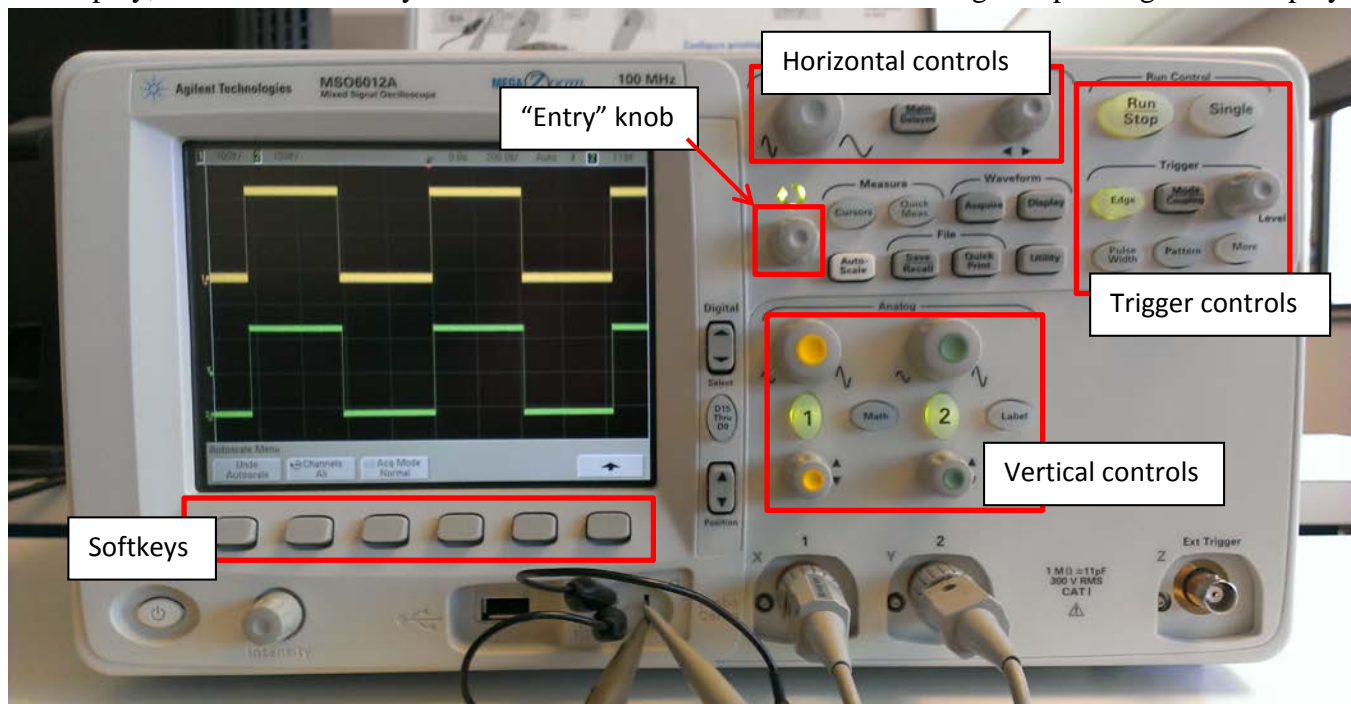 Horizontal controls
"Entry" knob
Agilent Technologies
MSO6012A
Mixed Signal Oscilloscope
MEGA Zoom
100 MHz
Run Control
Run
Stop
Single
Main
Delayed
Measure
Waveform
Trigger
Cursors
Quick
Meas
Acquire
Display
Edge
Mode
Coupling
Level
File
Auto-
Scale
Save
Recall
Quick
Print
Utility
Pulse
Width
Pattern
More
Trigger controls
Digital
Select
D15
Thru
D0
Position
Analog
1
Math
2
Label
Vertical controls
Autoscale Menu
Undo
Autoscale
Channels
All
Acq Mode
Normal
Softkeys
Intensity
X
1
Y
2
1 MΩ ≅11pF
300 V RMS
CAT I
Z
Ext Trigger